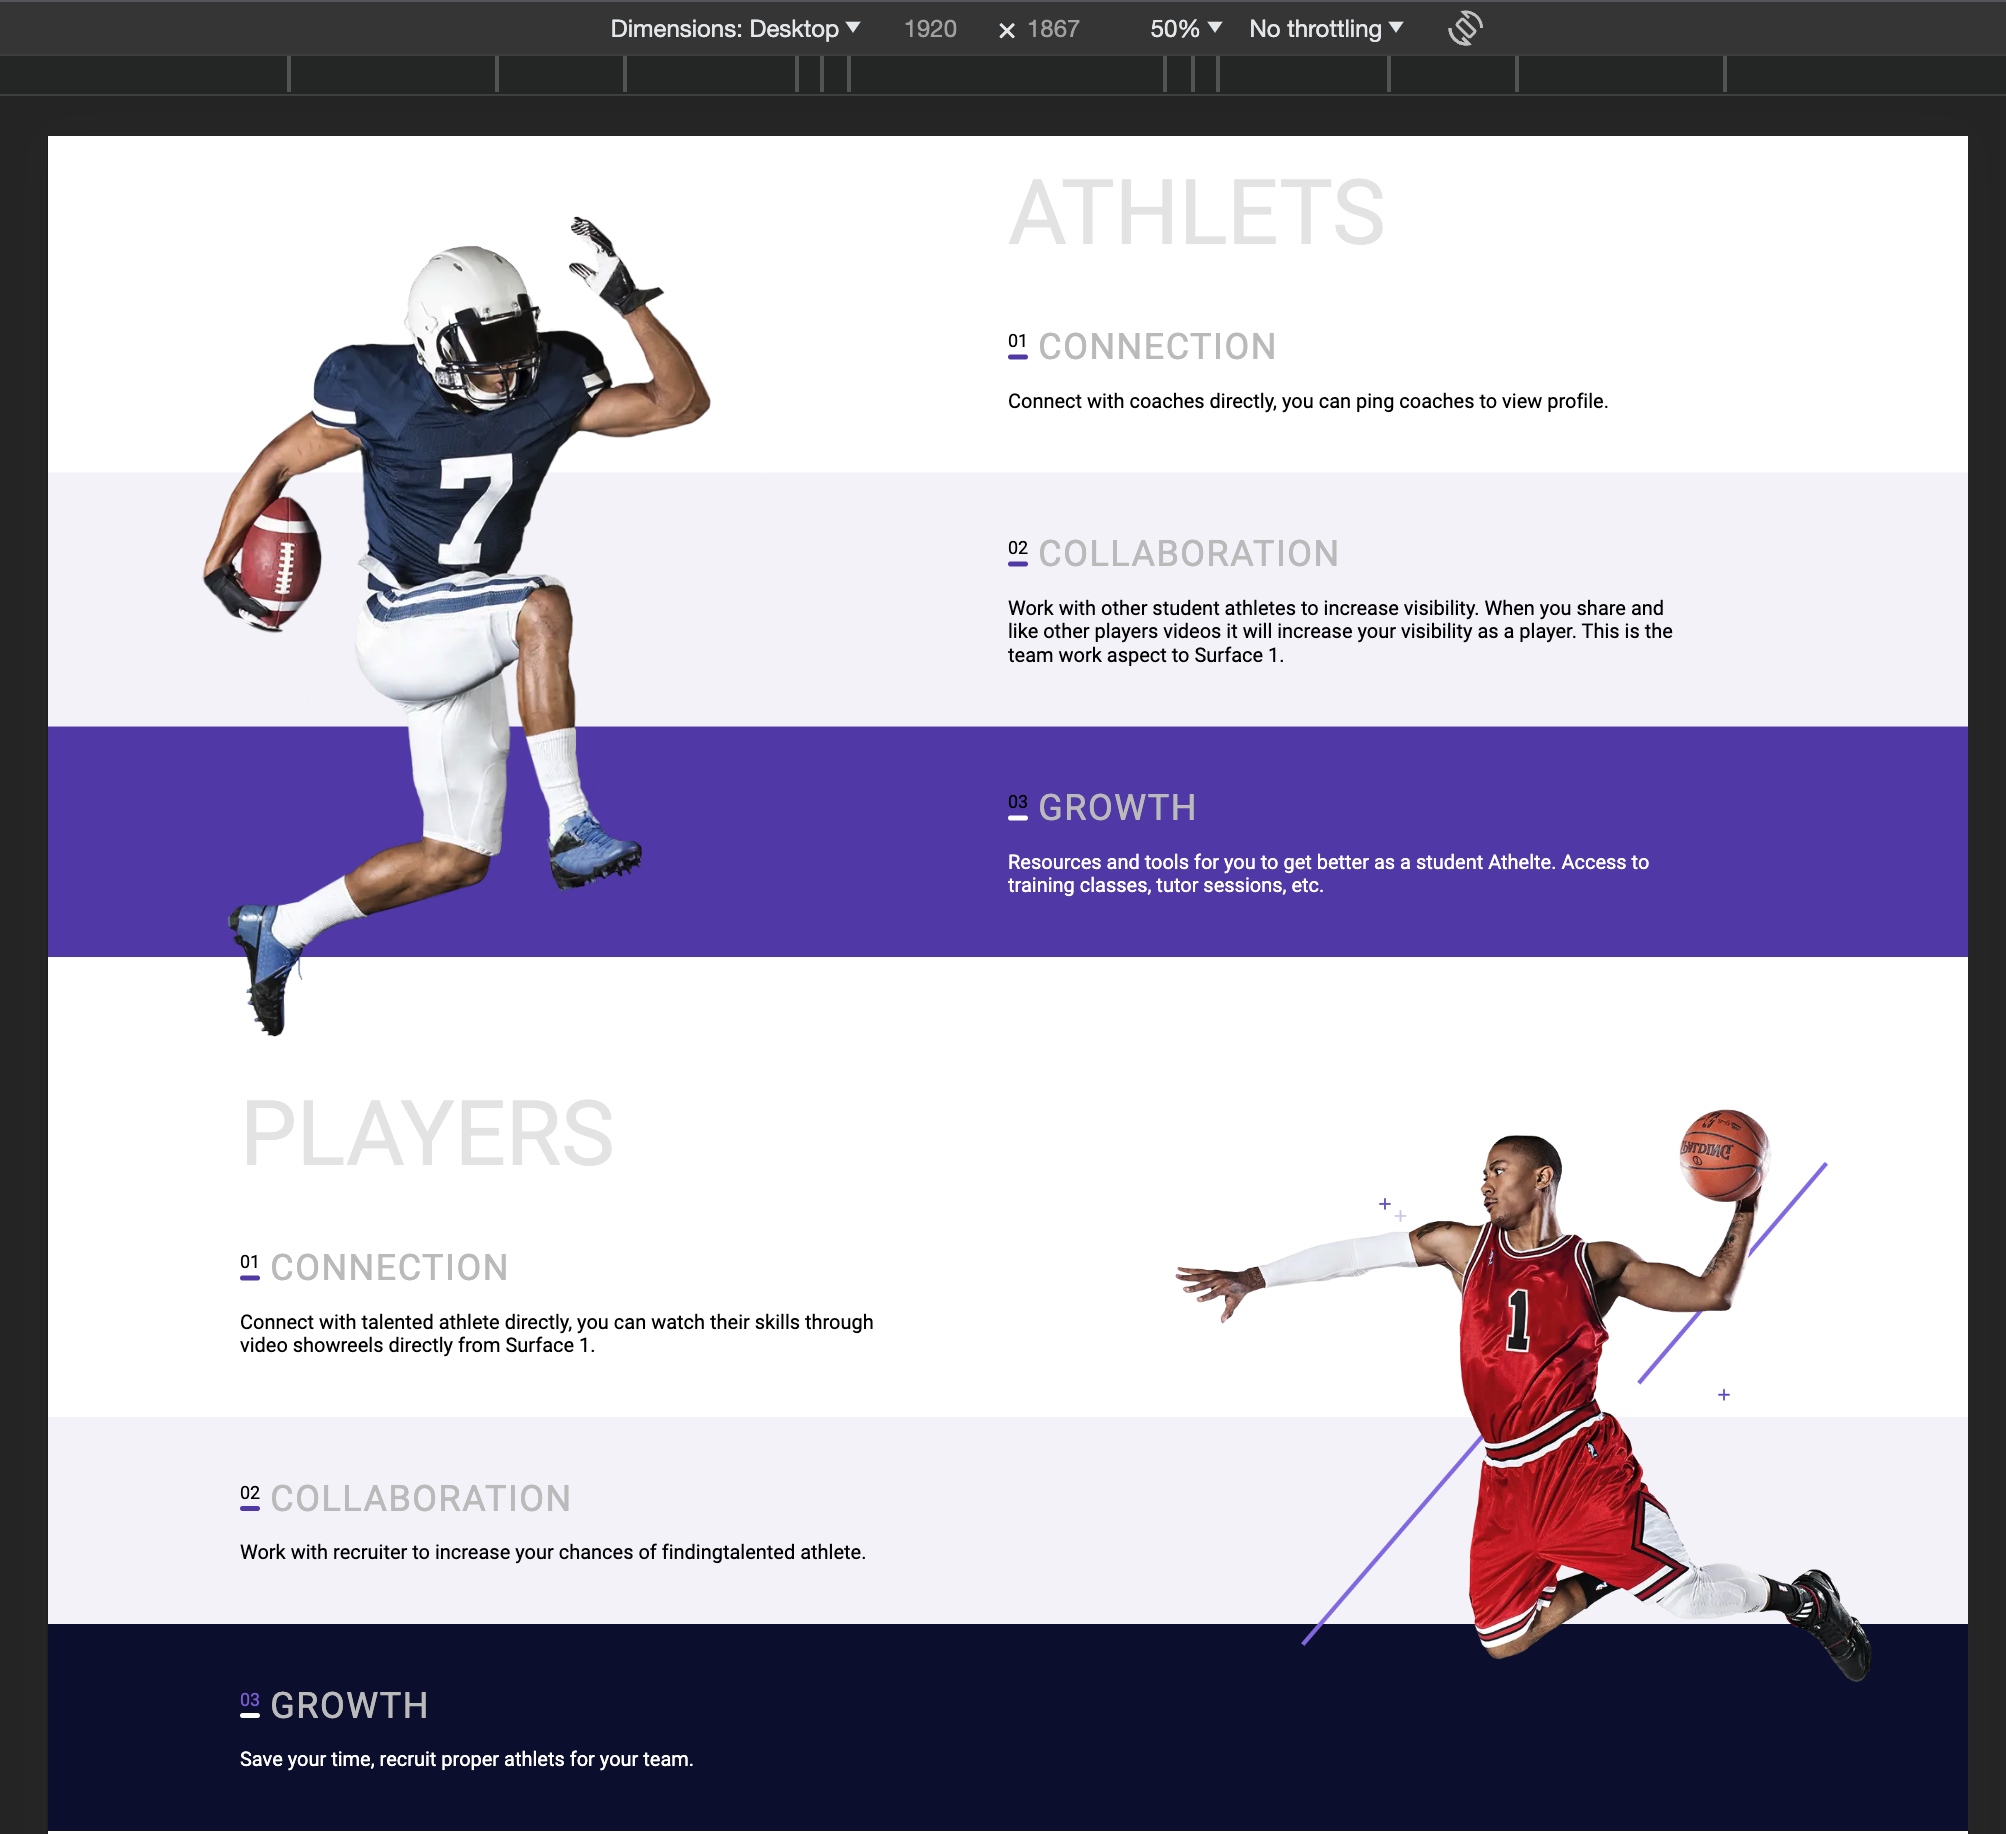 Dimensions: Desktop ▼ 1920 × 1867 50% ▼ No throttling ▼
ATHLETS
01 CONNECTION
Connect with coaches directly, you can ping coaches to view profile.
7
02 COLLABORATION
Work with other student athletes to increase visibility. When you share and
like other players videos it will increase your visibility as a player. This is the
team work aspect to Surface 1.
03 GROWTH
Resources and tools for you to get better as a student Athelte. Access to
training classes, tutor sessions, etc.
PLAYERS
01 CONNECTION
Connect with talented athlete directly, you can watch their skills through
video showreels directly from Surface 1.
1
02 COLLABORATION
Work with recruiter to increase your chances of findingtalented athlete.
03 GROWTH
Save your time, recruit proper athlets for your team.